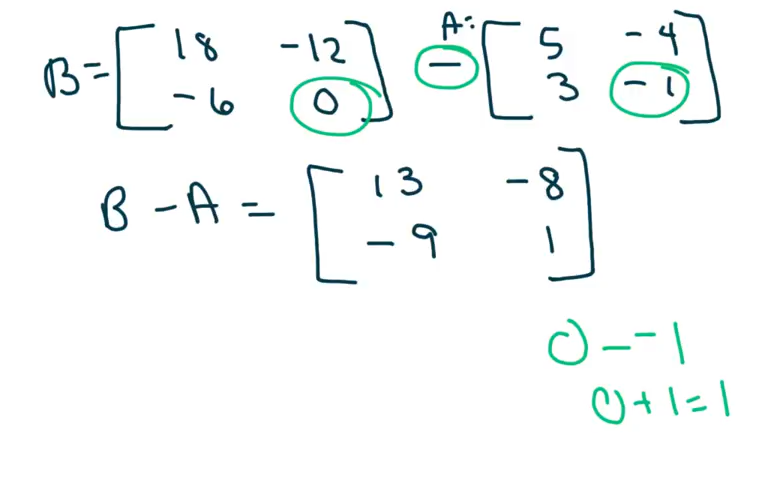 B = [ 18 -12 ] - A: [ 5 -4 ]
[ -6 0 ] [ 3 -1 ]
B - A = [ 13 -8 ]
[ -9 1 ]
0 - -1
0 + 1 = 1